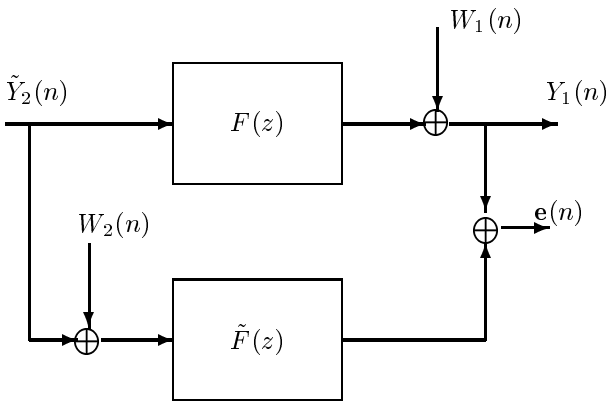 W₁(n)
Ỹ₂(n)
F(z)
Y₁(n)
W₂(n)
e(n)
F̃(z)